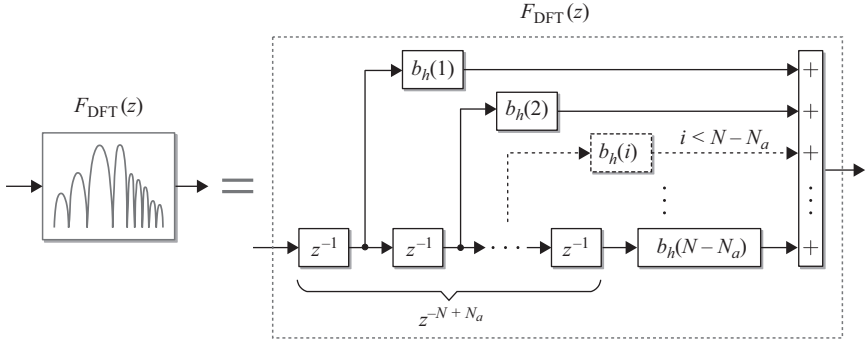 F_DFT(z)
F_DFT(z)
=
b_h(1)
b_h(2)
b_h(i)
i < N – N_a
+
+
+
+
z^–1
z^–1
z^–1
b_h(N – N_a)
z^–N + N_a